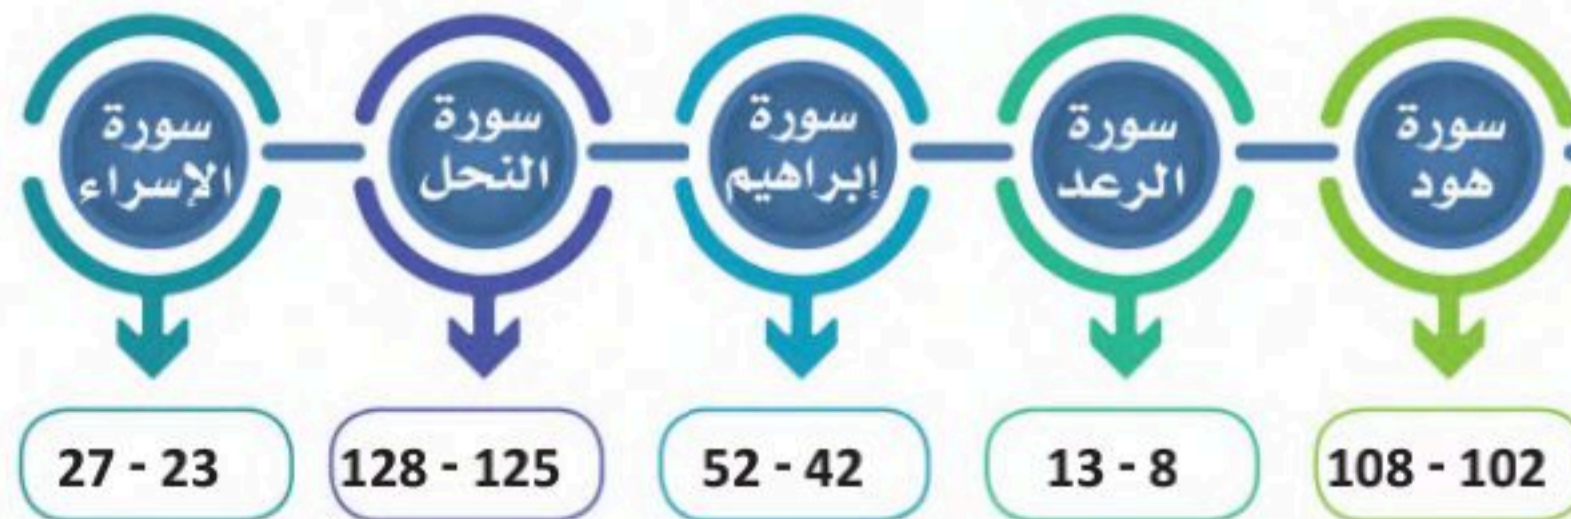 سورة
هود
سورة
الرعد
سورة
إبراهيم
سورة
النحل
سورة
الإسراء
108 - 102
13 - 8
52 - 42
128 - 125
27 - 23